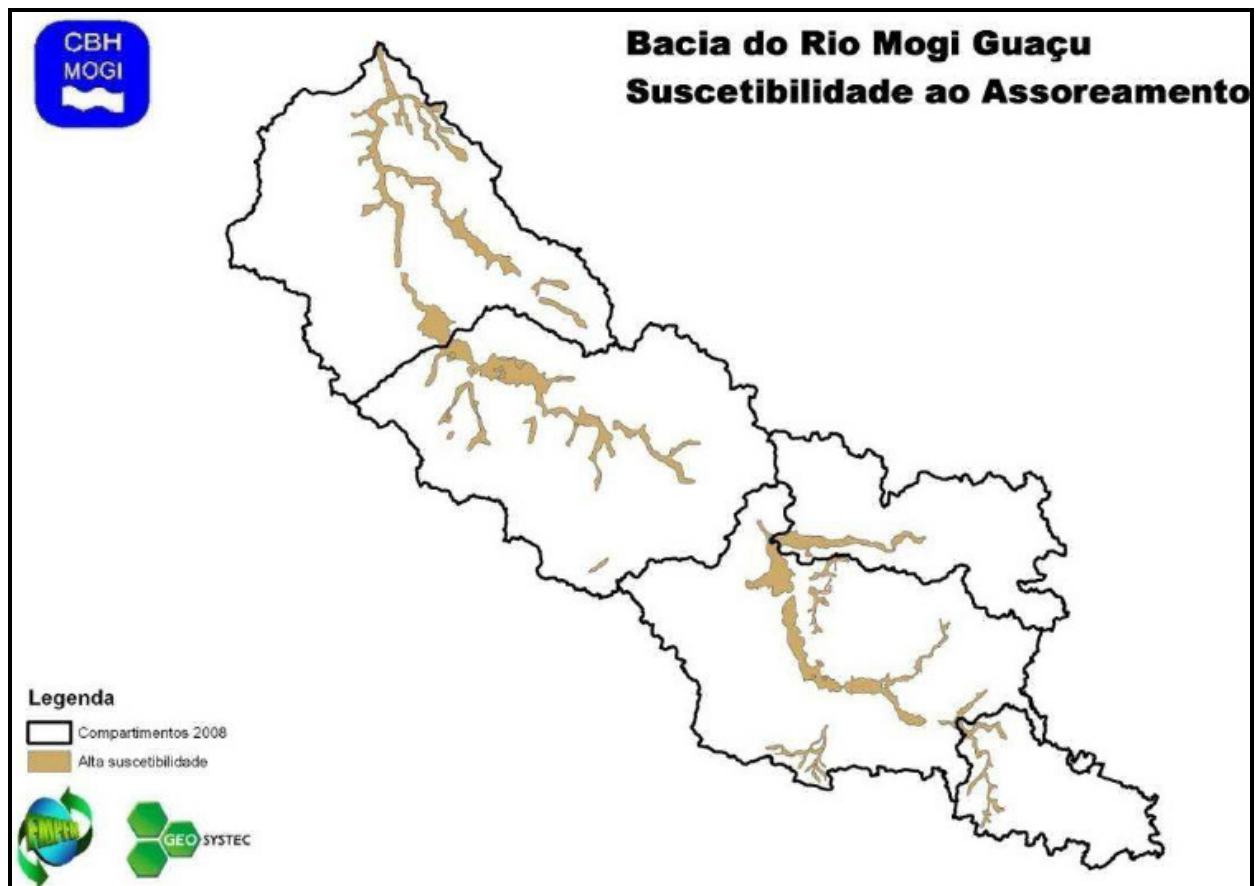 CBH
MOGI
Bacia do Rio Mogi Guaçu
Suscetibilidade ao Assoreamento
Legenda
Compartimentos 2008
Alta suscetibilidade
GEO SYSTEC